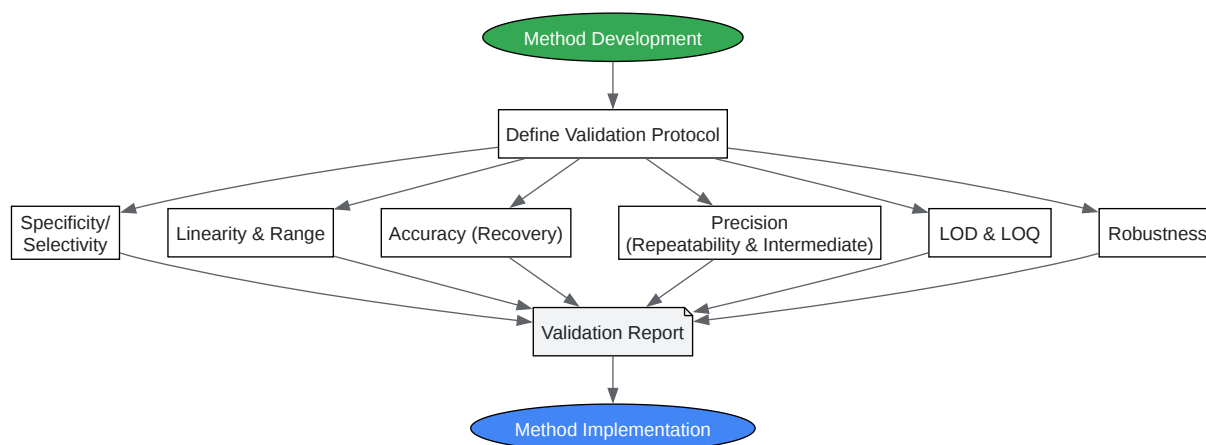 Method Development
Define Validation Protocol
Specificity/
Selectivity
Linearity & Range
Accuracy (Recovery)
Precision
(Repeatability & Intermediate)
LOD & LOQ
Robustness
Validation Report
Method Implementation